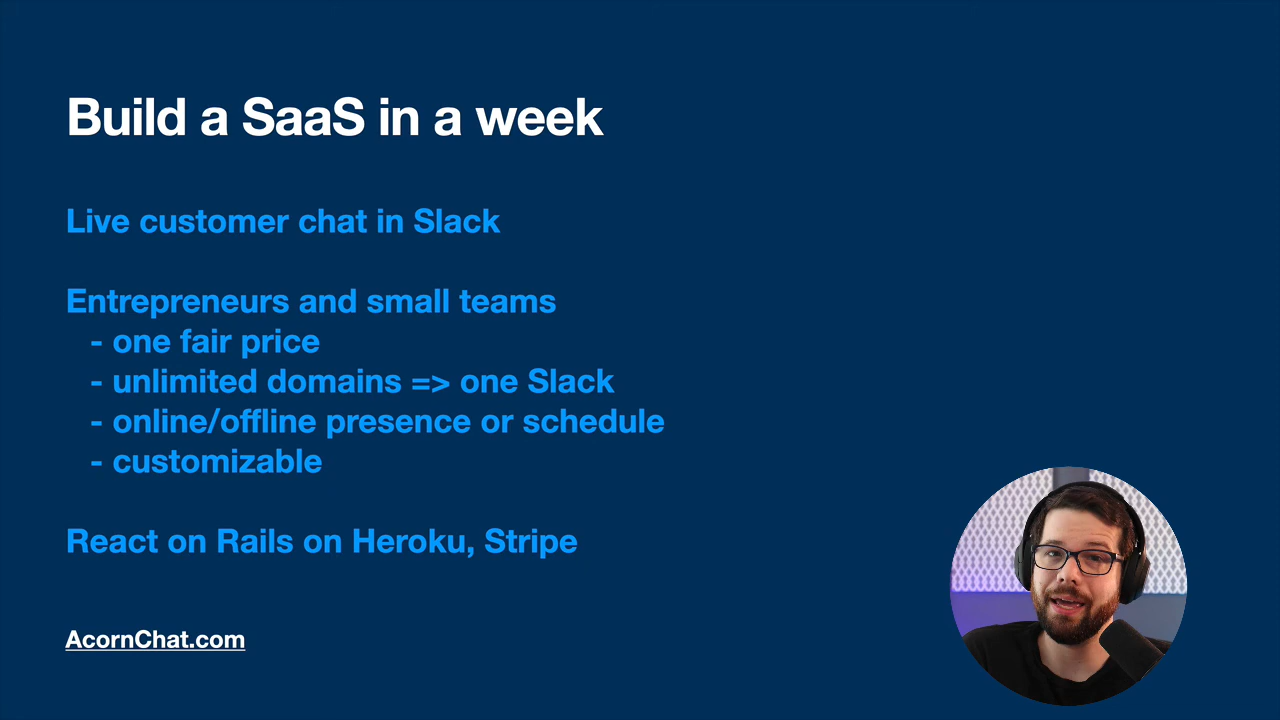 Build a SaaS in a week
Live customer chat in Slack
Entrepreneurs and small teams
- one fair price
- unlimited domains => one Slack
- online/offline presence or schedule
- customizable
React on Rails on Heroku, Stripe
AcornChat.com